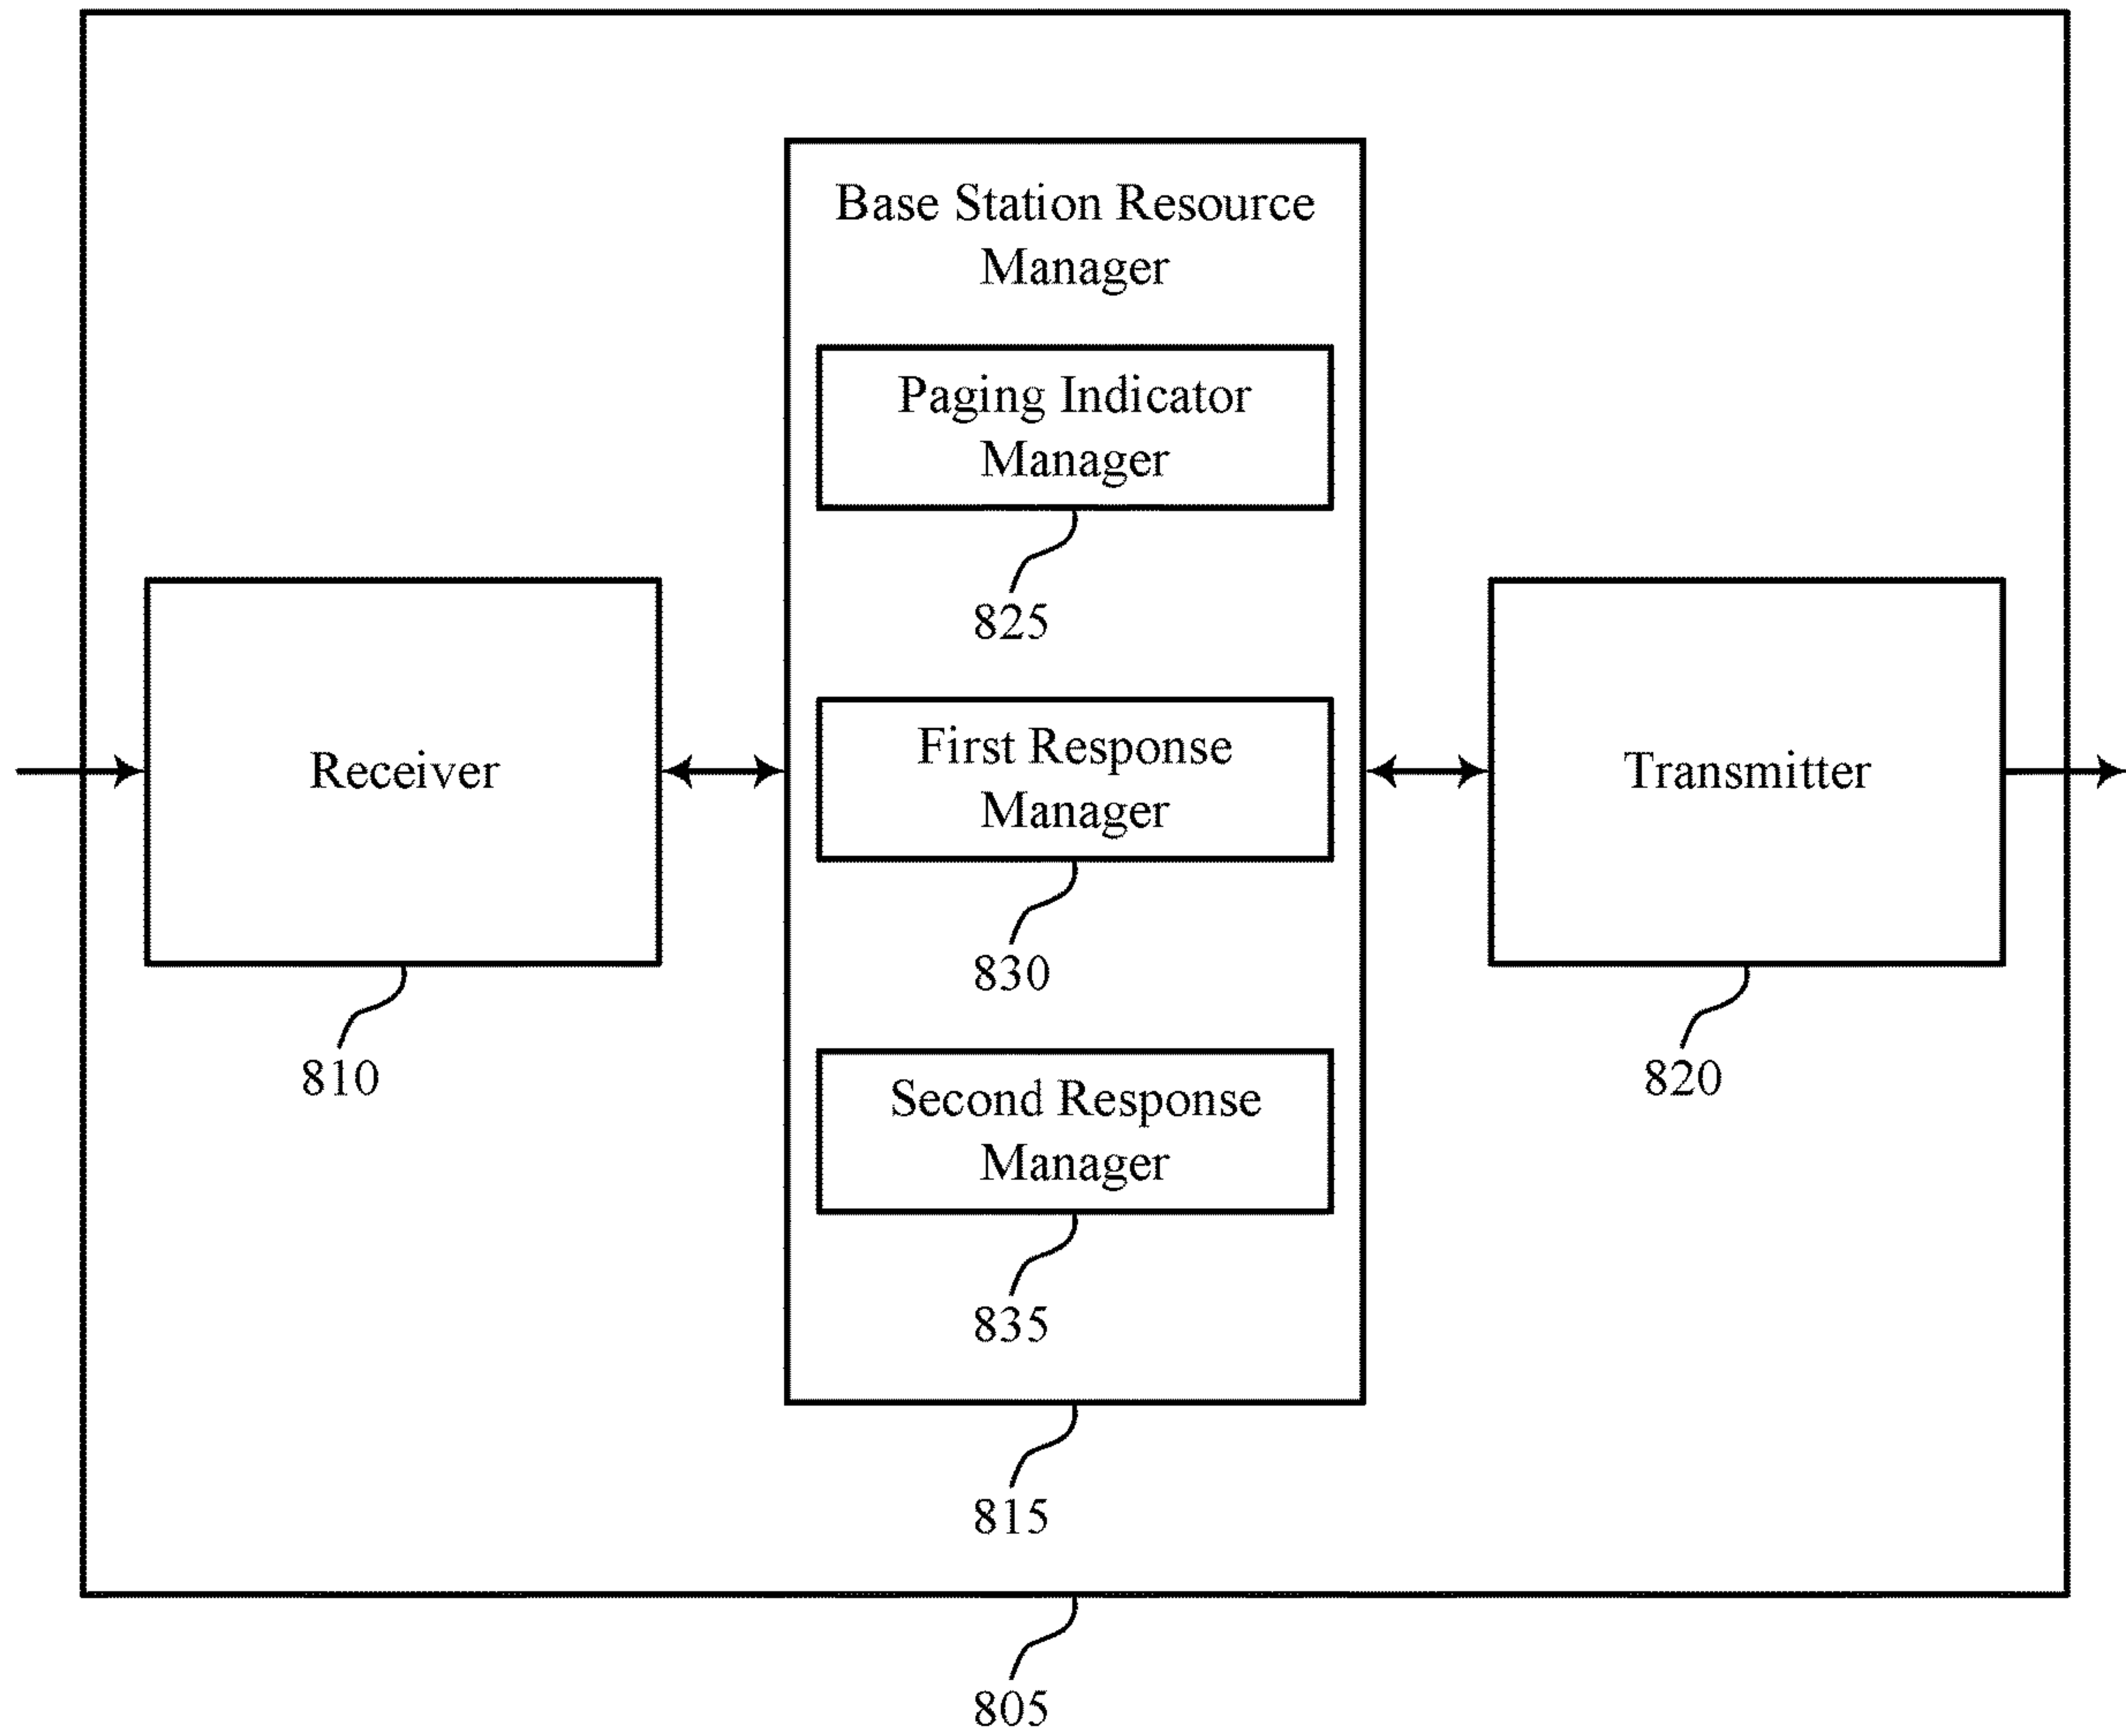 Base Station Resource
Manager
Paging Indicator
Manager
825
Receiver
810
First Response
Manager
830
Transmitter
820
Second Response
Manager
835
815
805